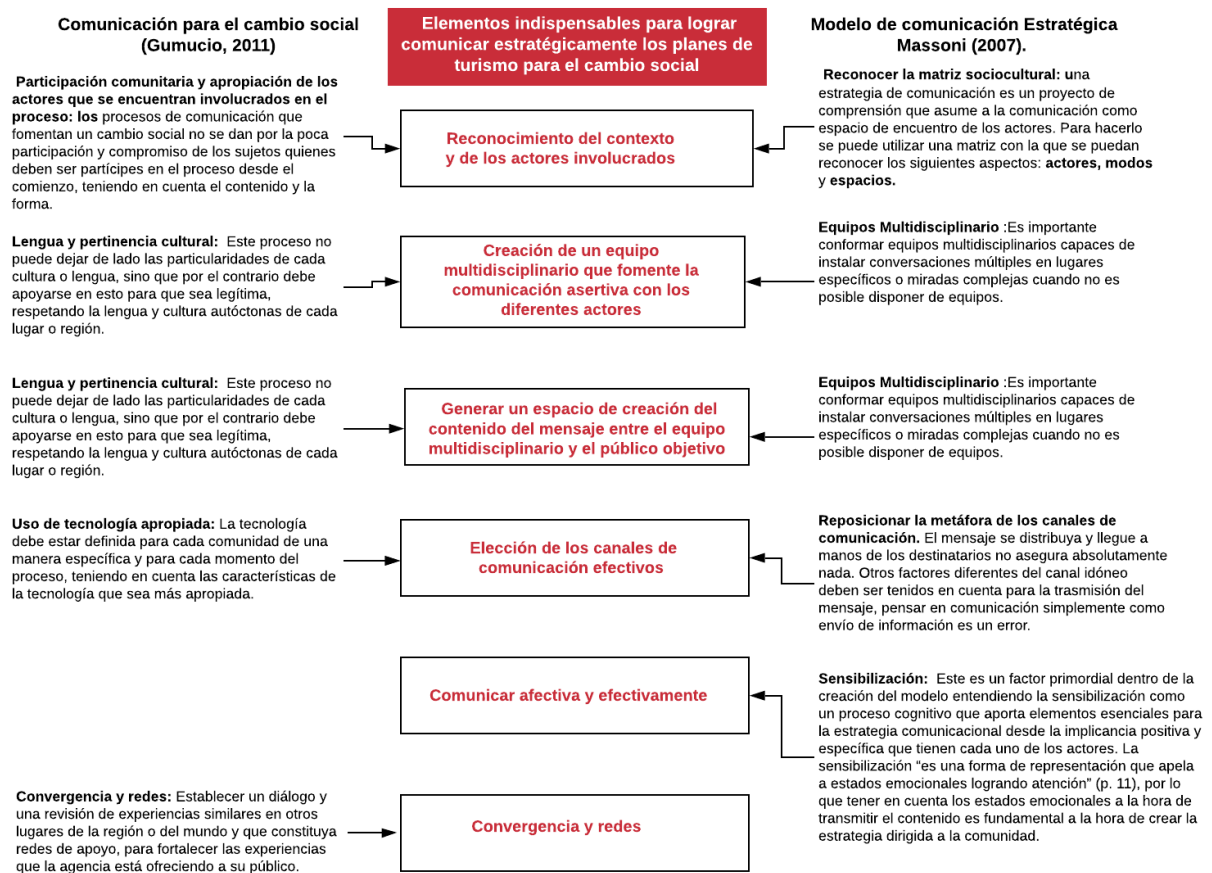 Comunicación para el cambio social
(Gumucio, 2011)
Elementos indispensables para lograr
comunicar estratégicamente los planes de
turismo para el cambio social
Modelo de comunicación Estratégica
Massoni (2007).
Participación comunitaria y apropiación de los
actores que se encuentran involucrados en el
proceso: los procesos de comunicación que
fomentan un cambio social no se dan por la poca
participación y compromiso de los sujetos quienes
deben ser partícipes en el proceso desde el
comienzo, teniendo en cuenta el contenido y la
forma.
Reconocimiento del contexto
y de los actores involucrados
Reconocer la matriz sociocultural: una
estrategia de comunicación es un proyecto de
comprensión que asume a la comunicación como
espacio de encuentro de los actores. Para hacerlo
se puede utilizar una matriz con la que se puedan
reconocer los siguientes aspectos: actores, modos
y espacios.
Lengua y pertinencia cultural: Este proceso no
puede dejar de lado las particularidades de cada
cultura o lengua, sino que por el contrario debe
apoyarse en esto para que sea legítima,
respetando la lengua y cultura autóctonas de cada
lugar o región.
Creación de un equipo
multidisciplinario que fomente la
comunicación asertiva con los
diferentes actores
Equipos Multidisciplinario :Es importante
conformar equipos multidisciplinarios capaces de
instalar conversaciones múltiples en lugares
específicos o miradas complejas cuando no es
posible disponer de equipos.
Lengua y pertinencia cultural: Este proceso no
puede dejar de lado las particularidades de cada
cultura o lengua, sino que por el contrario debe
apoyarse en esto para que sea legítima,
respetando la lengua y cultura autóctonas de cada
lugar o región.
Generar un espacio de creación del
contenido del mensaje entre el equipo
multidisciplinario y el público objetivo
Equipos Multidisciplinario :Es importante
conformar equipos multidisciplinarios capaces de
instalar conversaciones múltiples en lugares
específicos o miradas complejas cuando no es
posible disponer de equipos.
Uso de tecnología apropiada: La tecnología
debe estar definida para cada comunidad de una
manera específica y para cada momento del
proceso, teniendo en cuenta las características de
la tecnología que sea más apropiada.
Elección de los canales de
comunicación efectivos
Reposicionar la metáfora de los canales de
comunicación. El mensaje se distribuya y llegue a
manos de los destinatarios no asegura absolutamente
nada. Otros factores diferentes del canal idóneo
deben ser tenidos en cuenta para la trasmisión del
mensaje, pensar en comunicación simplemente como
envío de información es un error.
Comunicar afectiva y efectivamente
Sensibilización: Este es un factor primordial dentro de la
creación del modelo entendiendo la sensibilización como
un proceso cognitivo que aporta elementos esenciales para
la estrategia comunicacional desde la implicancia positiva y
específica que tienen cada uno de los actores. La
sensibilización “es una forma de representación que apela
a estados emocionales logrando atención” (p. 11), por lo
que tener en cuenta los estados emocionales a la hora de
transmitir el contenido es fundamental a la hora de crear la
estrategia dirigida a la comunidad.
Convergencia y redes: Establecer un diálogo y
una revisión de experiencias similares en otros
lugares de la región o del mundo y que constituya
redes de apoyo, para fortalecer las experiencias
que la agencia está ofreciendo a su público.
Convergencia y redes